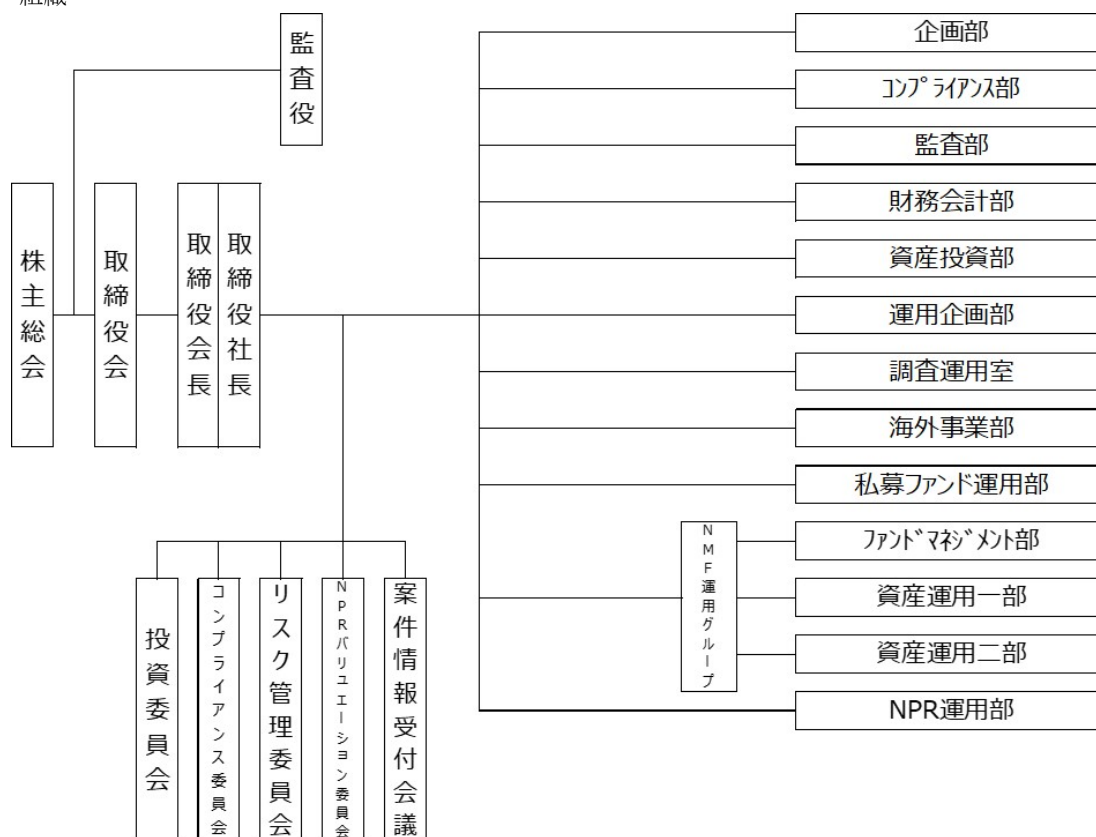 組織
監査役
株主総会
取締役会
取締役会長
取締役社長
企画部
コンプライアンス部
監査部
財務会計部
資産投資部
運用企画部
調査運用室
海外事業部
私募ファンド運用部
NMF運用グループ
ファンドマネジメント部
資産運用一部
資産運用二部
NPR運用部
投資委員会
コンプライアンス委員会
リスク管理委員会
NPRバリュエーション委員会
案件情報受付会議